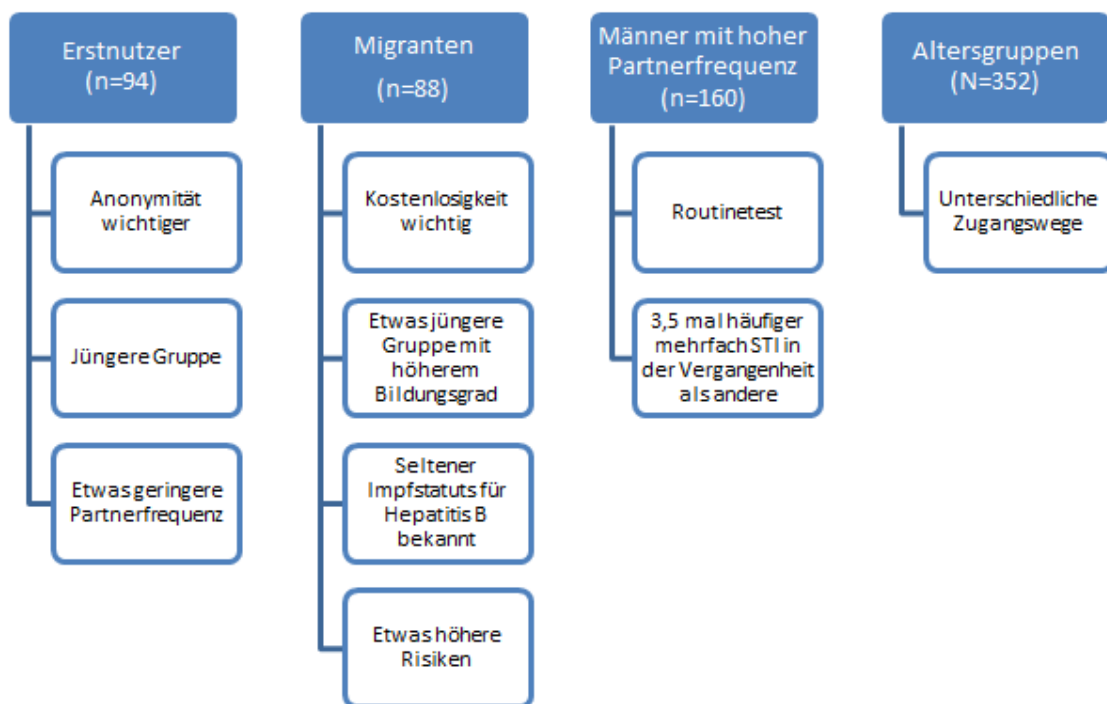 Erstnutzer
(n=94)
Anonymität
wichtiger
Jüngere Gruppe
Etwas geringere
Partnerfrequenz
Migranten
(n=88)
Kostenlosigkeit
wichtig
Etwas jüngere
Gruppe mit
höherem
Bildungsgrad
Seltener
Impfstatuts für
Hepatitis B
bekannt
Etwas höhere
Risiken
Männer mit hoher
Partnerfrequenz
(n=160)
Routinetest
3,5 mal häufiger
mehrfach STI in
der Vergangenheit
als andere
Altersgruppen
(N=352)
Unterschiedliche
Zugangswege